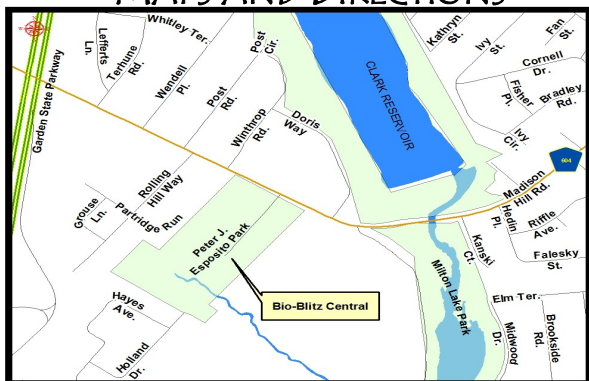 MAPS AND DIRECTIONS
Whitley Ter.
Lefferts
Ln.
Terhune
Rd.
Wendell
Pl.
Post
Rd.
Post
Cir.
Winthrop
Rd.
Doris
Way
Garden State Parkway
CLARK RESERVOIR
Kathryn
St.
Ivy
St.
Fan
St.
Cornell
Dr.
Fisher
Pl.
Bradley
Rd.
Ivy
Cir.
604
Madison
Hill Rd.
Hedin
Pl.
Riffle
Ave.
Falesky
St.
Kanski
Ct.
Rolling
Hill Way
Grouse
Ln.
Partridge Run
Peter J.
Esposito Park
Bio-Blitz Central
Milton Lake Park
Elm Ter.
Midwood
Dr.
Brookside
Rd.
Hayes
Ave.
Holland
Dr.